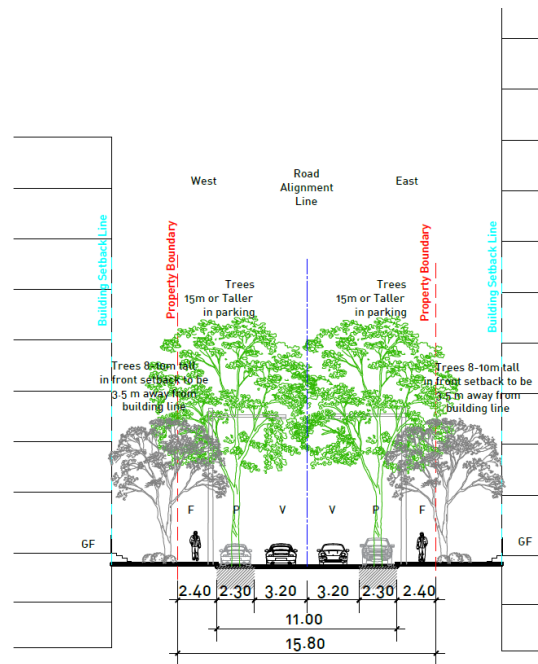 Road
Alignment
Line
West
East
Building Setback Line
Property Boundary
Property Boundary
Building Setback Line
Trees
15m or Taller
in parking
Trees
15m or Taller
in parking
Trees 8-10m tall
in front setback to be
3.5 m away from
building line
Trees 8-10m tall
in front setback to be
3.5 m away from
building line
F
P
V
V
P
F
GF
GF
2.40
2.30
3.20
3.20
2.30
2.40
11.00
15.80